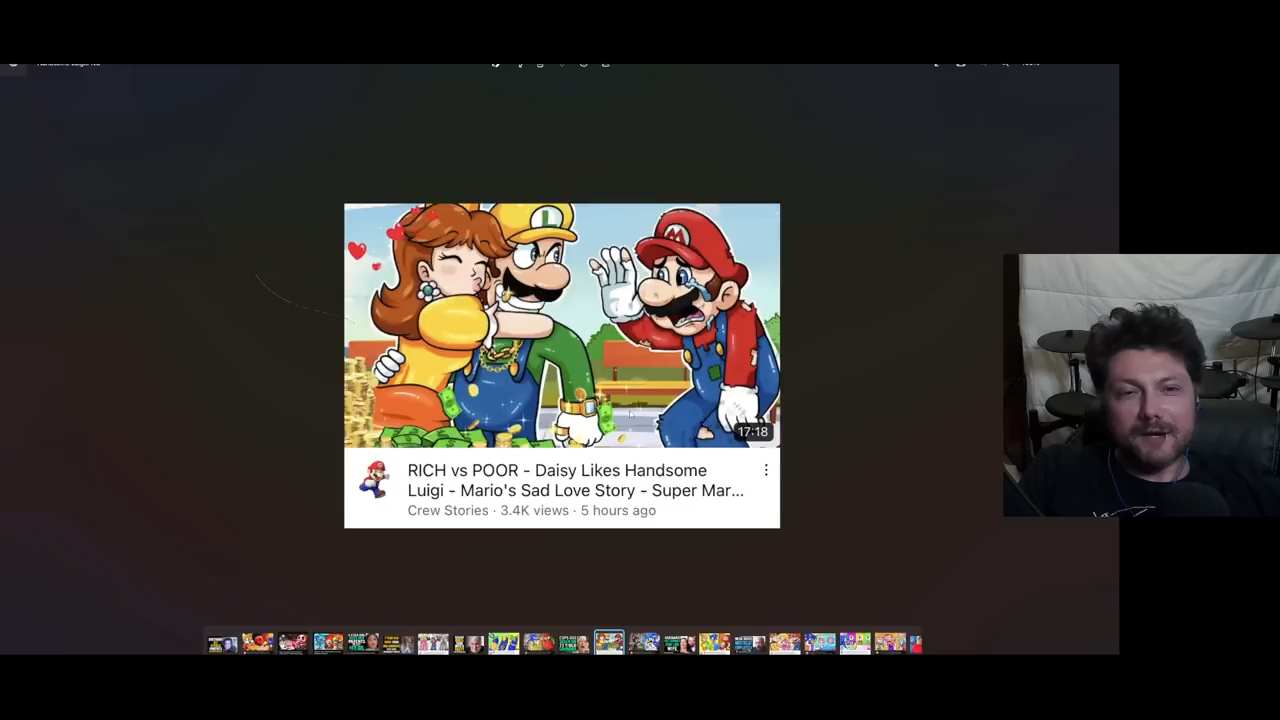 L
M
17:18
RICH vs POOR - Daisy Likes Handsome
Luigi - Mario's Sad Love Story - Super Mar...
Crew Stories · 3.4K views · 5 hours ago